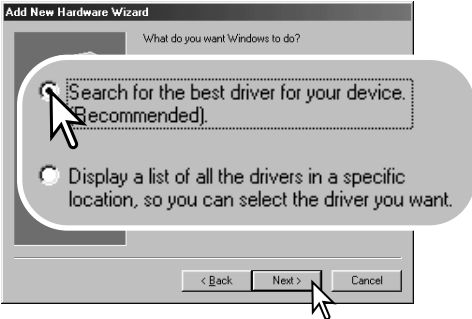 Add New Hardware Wizard
What do you want Windows to do?
Search for the best driver for your device.
(Recommended).
Display a list of all the drivers in a specific
location, so you can select the driver you want.
< Back
Next >
Cancel